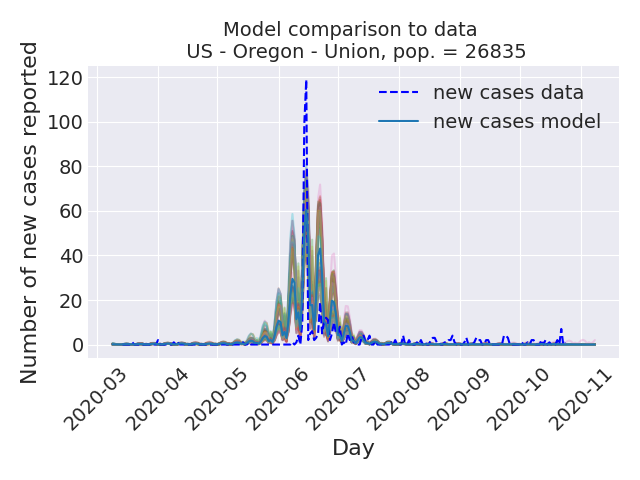 Model comparison to data
US - Oregon - Union, pop. = 26835
Number of new cases reported
120
100
80
60
40
20
0
new cases data
new cases model
2020-03
2020-04
2020-05
2020-06
2020-07
2020-08
2020-09
2020-10
2020-11
Day